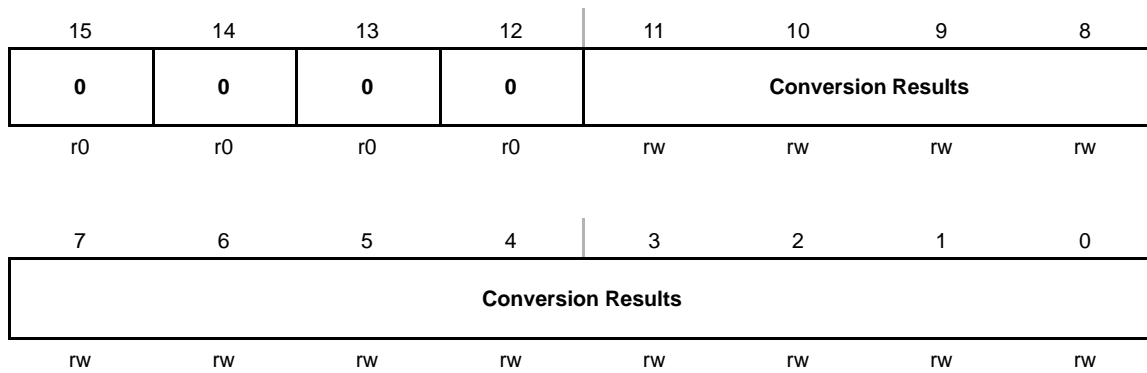 15 14 13 12 11 10 9 8
0 0 0 0 Conversion Results
r0 r0 r0 r0 rw rw rw rw
7 6 5 4 3 2 1 0
Conversion Results
rw rw rw rw rw rw rw rw